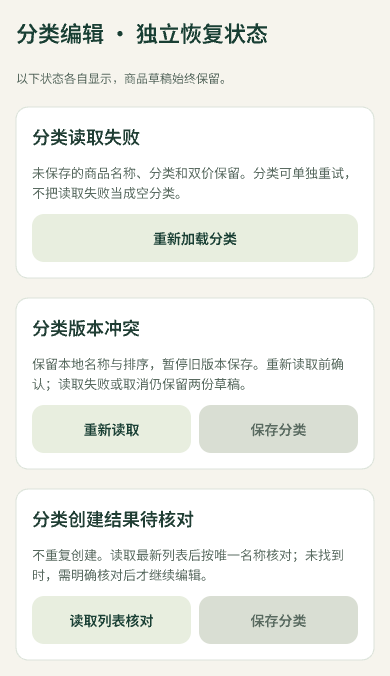 分类编辑 · 独立恢复状态
以下状态各自显示，商品草稿始终保留。
分类读取失败
未保存的商品名称、分类和双价保留。分类可单独重试，
不把读取失败当成空分类。
重新加载分类
分类版本冲突
保留本地名称与排序，暂停旧版本保存。重新读取前确
认；读取失败或取消仍保留两份草稿。
重新读取
保存分类
分类创建结果待核对
不重复创建。读取最新列表后按唯一名称核对；未找到
时，需明确核对后才继续编辑。
读取列表核对
保存分类